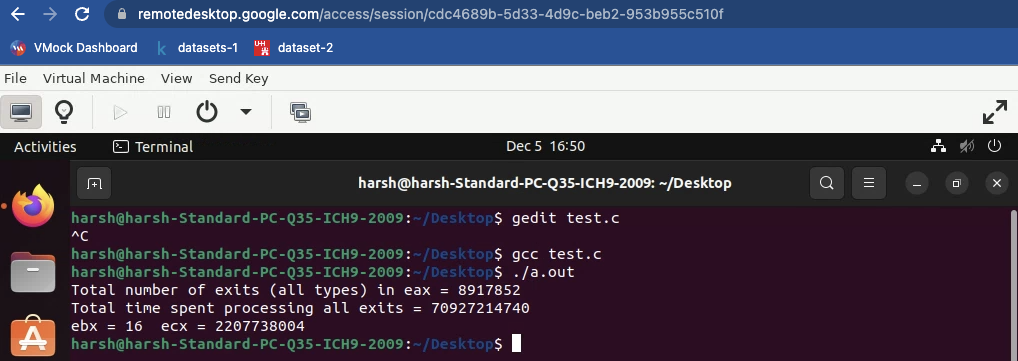 remotedesktop.google.com/access/session/cdc4689b-5d33-4d9c-beb2-953b955c510f
VMock Dashboard k datasets-1 UH dataset-2
File Virtual Machine View Send Key
Activities Terminal Dec 5 16:50
harsh@harsh-Standard-PC-Q35-ICH9-2009: ~/Desktop
harsh@harsh-Standard-PC-Q35-ICH9-2009:~/Desktop$ gedit test.c
^C
harsh@harsh-Standard-PC-Q35-ICH9-2009:~/Desktop$ gcc test.c
harsh@harsh-Standard-PC-Q35-ICH9-2009:~/Desktop$ ./a.out
Total number of exits (all types) in eax = 8917852
Total time spent processing all exits = 70927214740
ebx = 16  ecx = 2207738004
harsh@harsh-Standard-PC-Q35-ICH9-2009:~/Desktop$